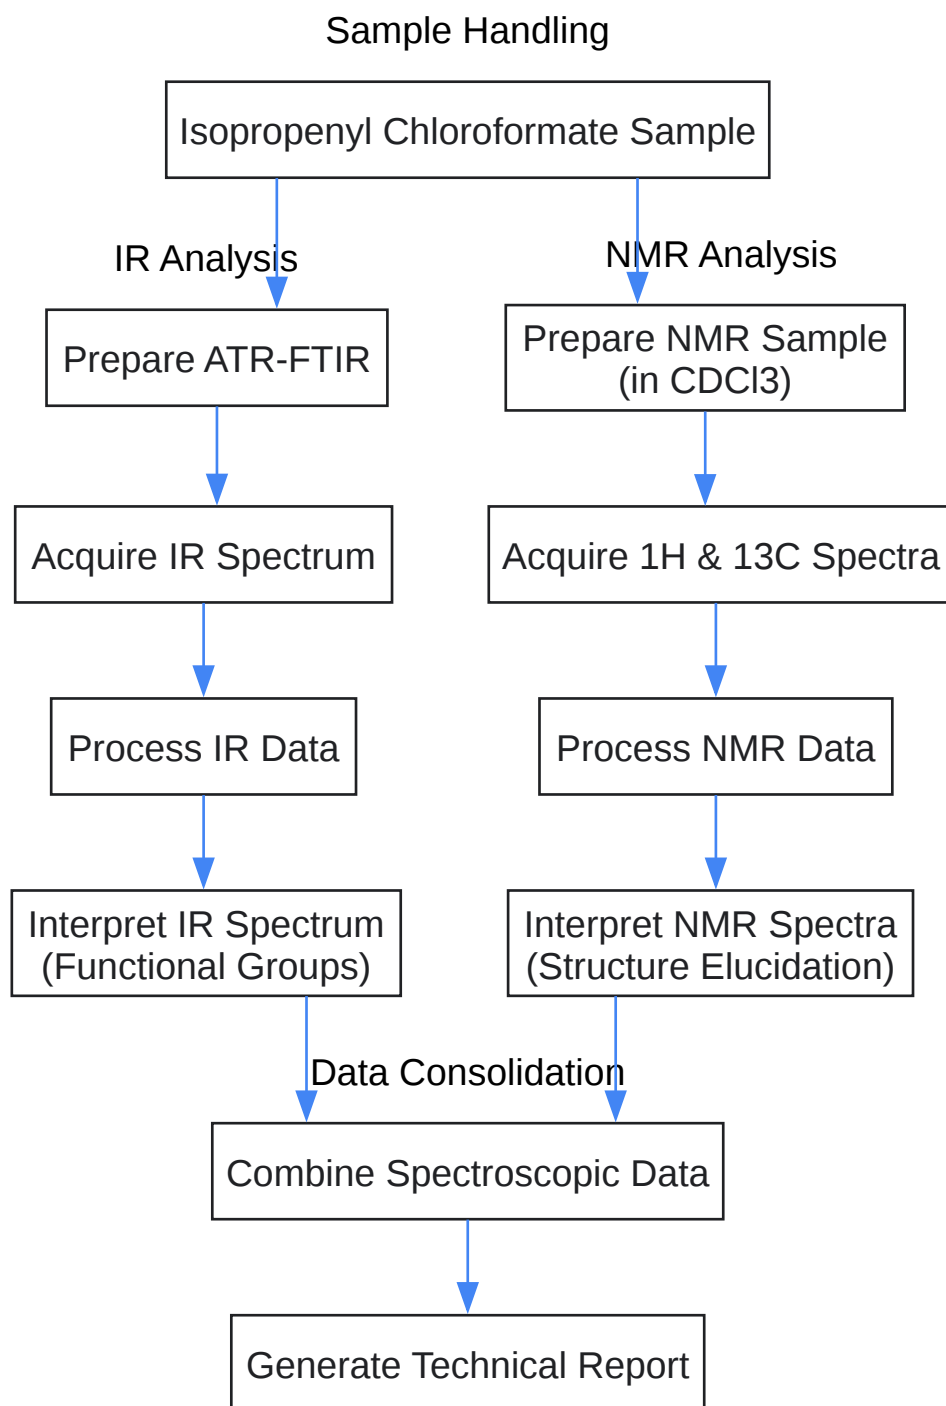 Sample Handling
Isopropenyl Chloroformate Sample
IR Analysis
NMR Analysis
Prepare ATR-FTIR
Prepare NMR Sample
(in CDCl3)
Acquire IR Spectrum
Acquire 1H & 13C Spectra
Process IR Data
Process NMR Data
Interpret IR Spectrum
(Functional Groups)
Interpret NMR Spectra
(Structure Elucidation)
Data Consolidation
Combine Spectroscopic Data
Generate Technical Report